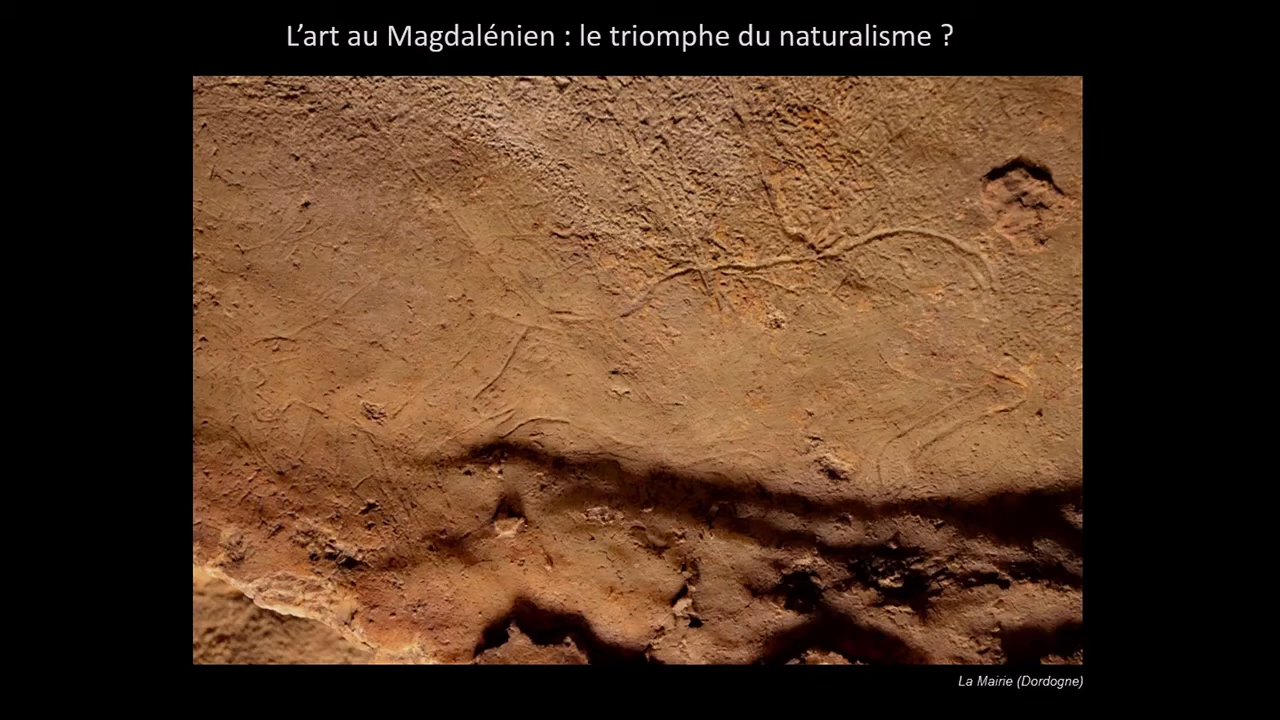 L’art au Magdalénien : le triomphe du naturalisme ?
La Mairie (Dordogne)